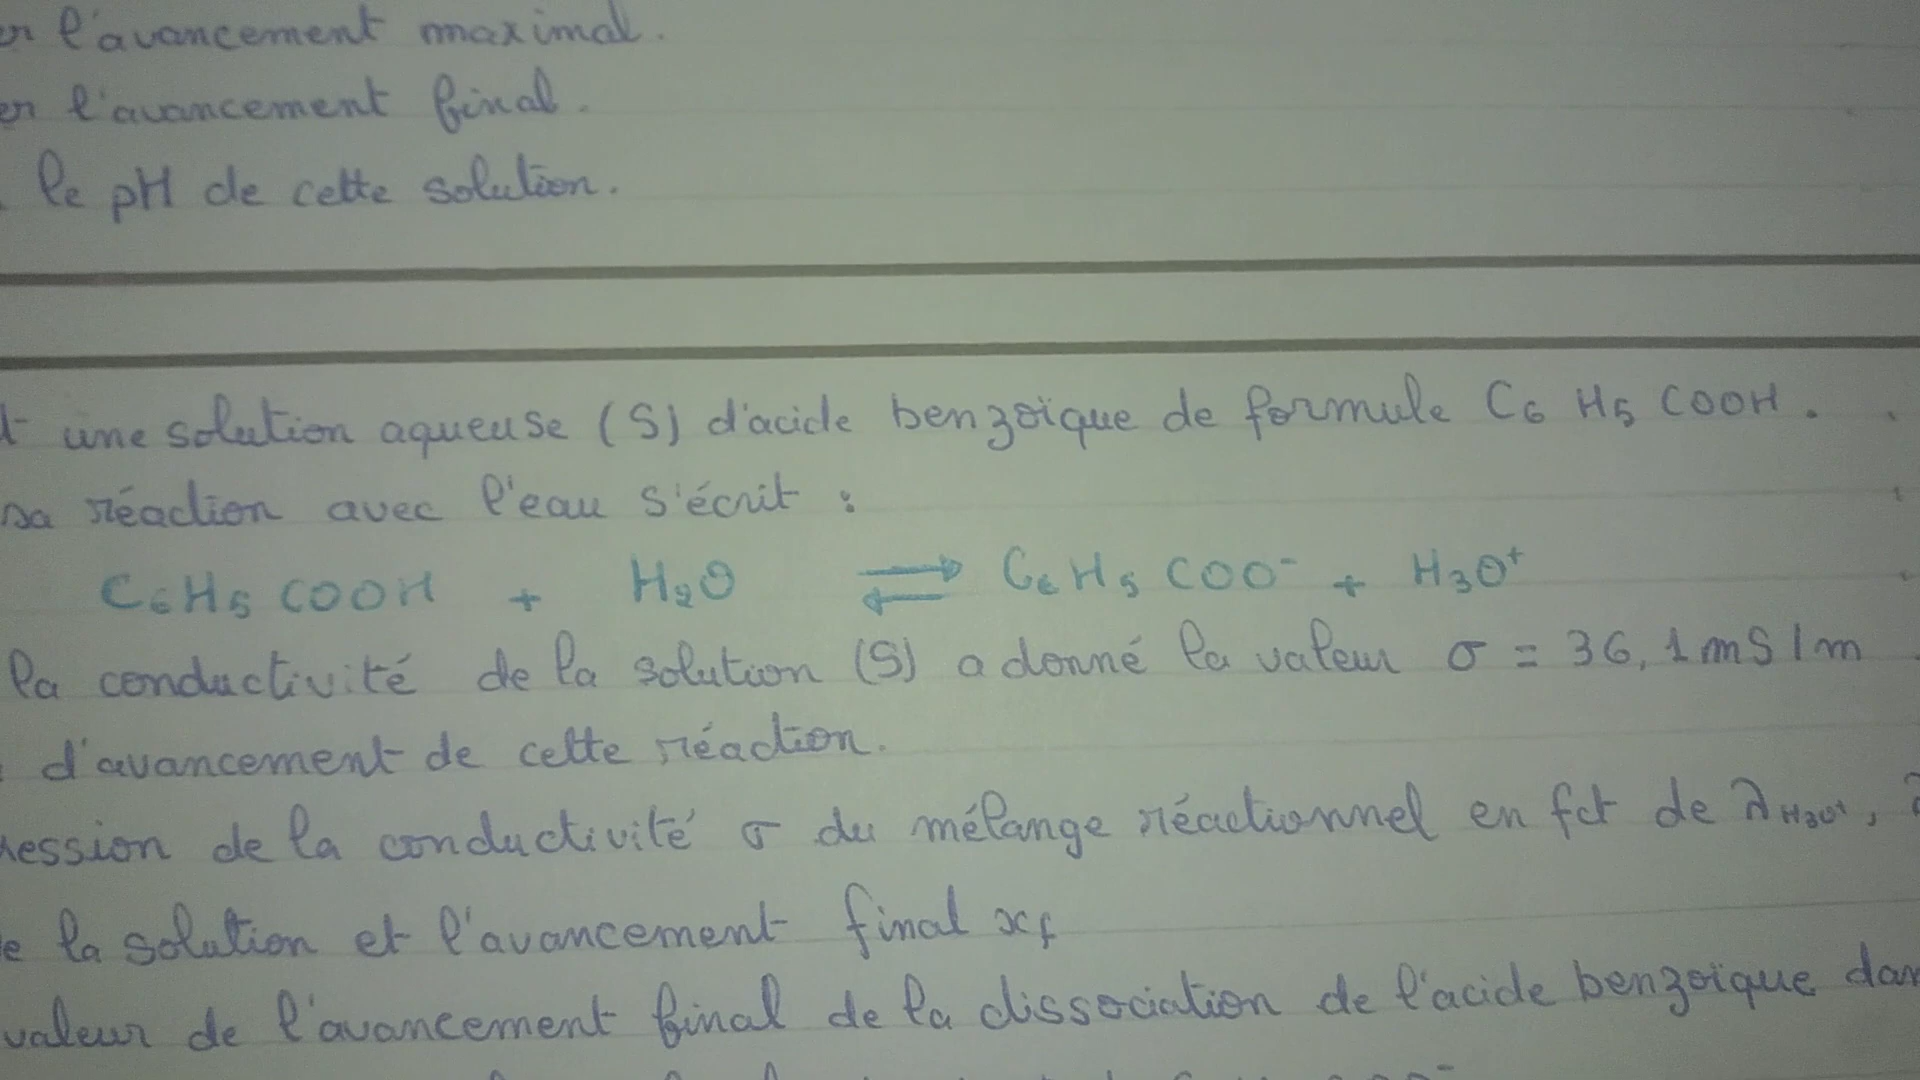 er l'avancement maximal.
er l'avancement final.
le pH de cette solution.
une solution aqueuse (S) d'acide benzoïque de formule C6 H5 COOH.
sa réaction avec l'eau s'écrit :
C6H5 COOH + H2O ⇌ C6H5 COO⁻ + H3O⁺
la conductivité de la solution (S) a donné la valeur σ = 36,1 mS/m
d'avancement de cette réaction.
ression de la conductivité σ du mélange réactionnel en fct de λH3O⁺,
e la solution et l'avancement final xf
valeur de l'avancement final de la dissociation de l'acide benzoïque dan